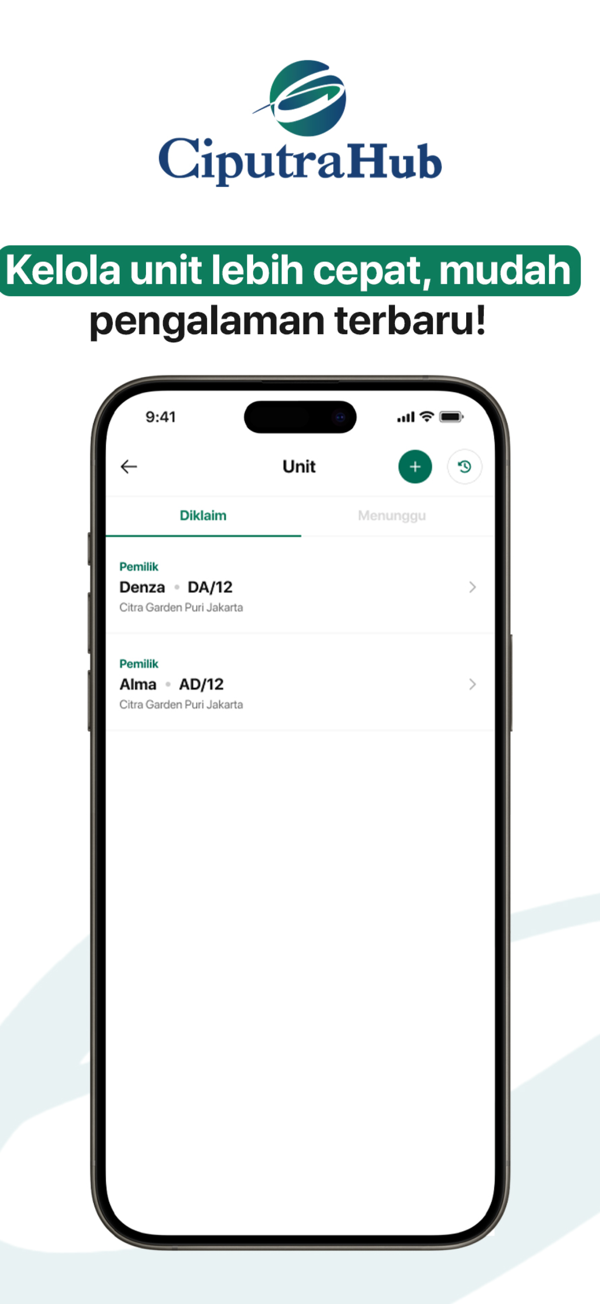 CiputraHub
Kelola unit lebih cepat, mudah
pengalaman terbaru!
9:41
Unit
Diklaim Menunggu
Pemilik
Denza • DA/12
Citra Garden Puri Jakarta
Pemilik
Alma • AD/12
Citra Garden Puri Jakarta